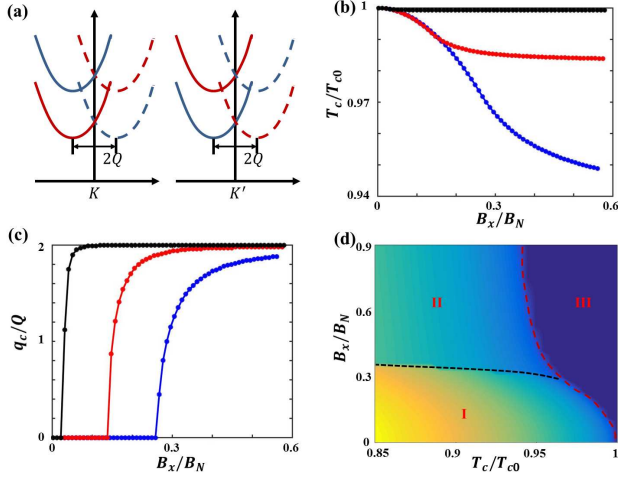 (a)
2Q
K
2Q
K'
(b)
T_c/T_c0
1
0.97
0.94
0
0.3
0.6
B_x/B_N
(c)
q_c/Q
2
1
0
0
0.3
0.6
B_x/B_N
(d)
B_x/B_N
0.9
0.6
0.3
0
II
III
I
0.85
0.9
0.95
1
T_c/T_c0